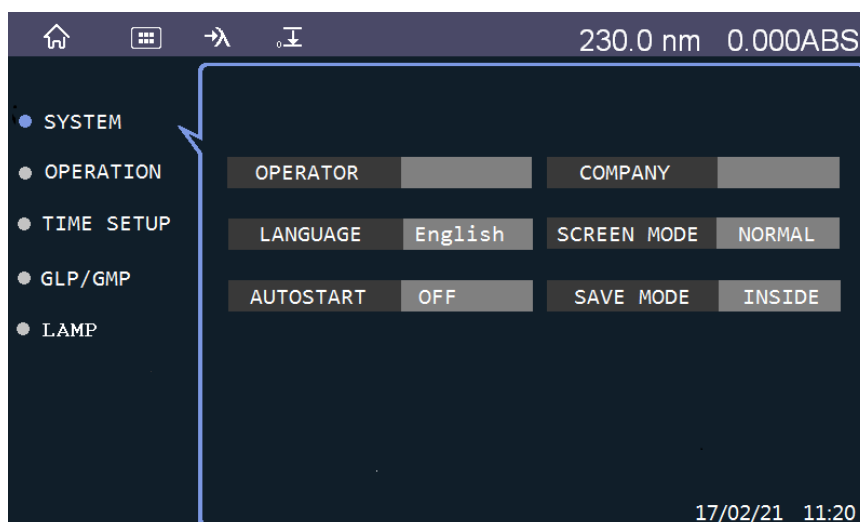 230.0 nm 0.000ABS
SYSTEM
OPERATION
TIME SETUP
GLP/GMP
LAMP
OPERATOR COMPANY
LANGUAGE English SCREEN MODE NORMAL
AUTOSTART OFF SAVE MODE INSIDE
17/02/21 11:20